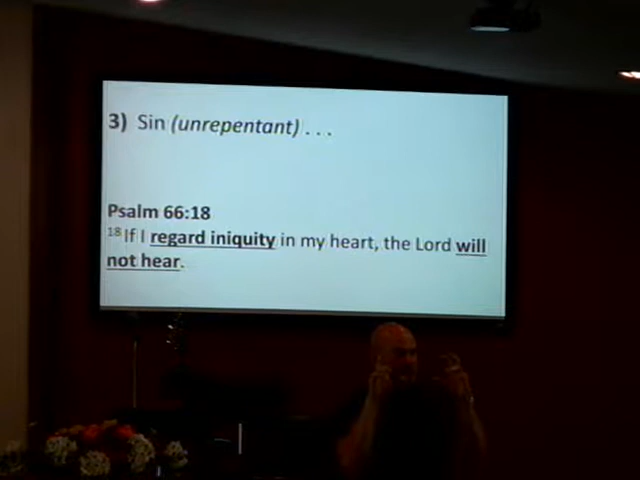 3) Sin (unrepentant) . . .
Psalm 66:18
18 If I regard iniquity in my heart, the Lord will
not hear.